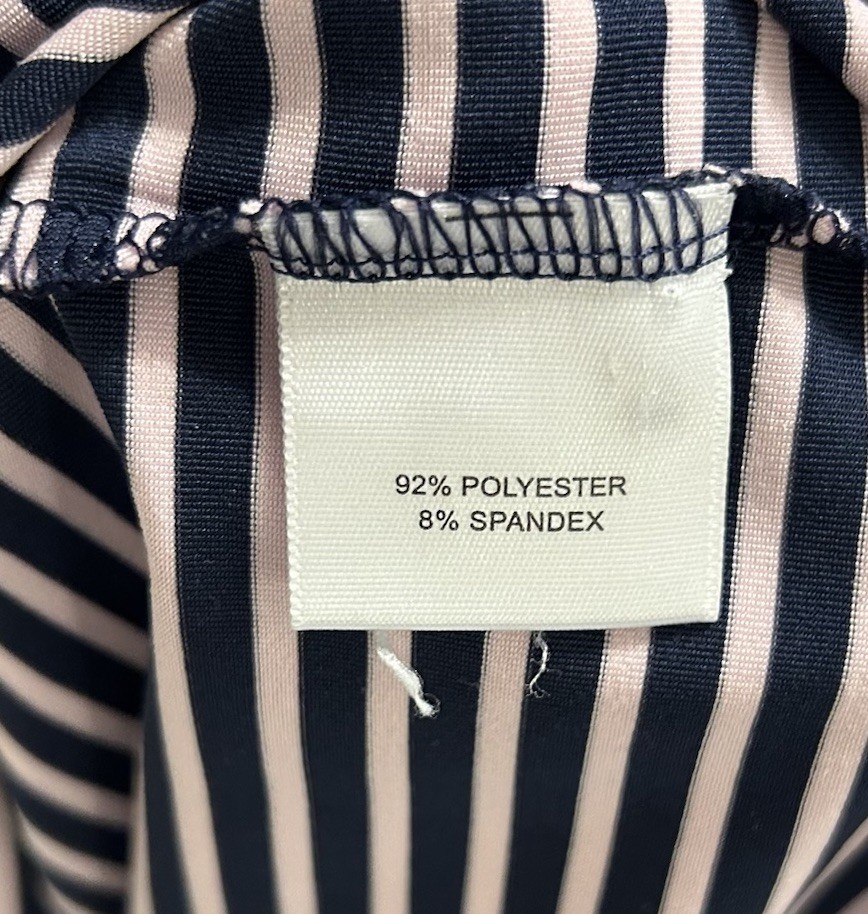 92% POLYESTER
8% SPANDEX